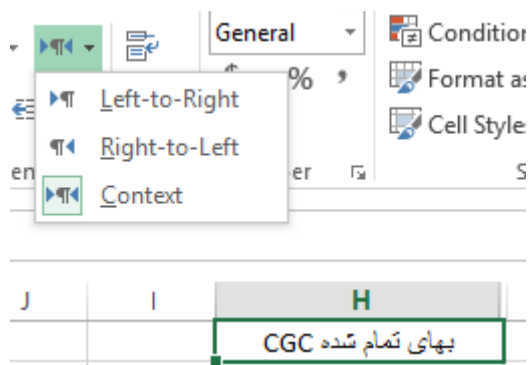 General
Condition
Left-to-Right
% ,
Format as
Right-to-Left
Cell Style
Context
J I H
بهای تمام شده CGC